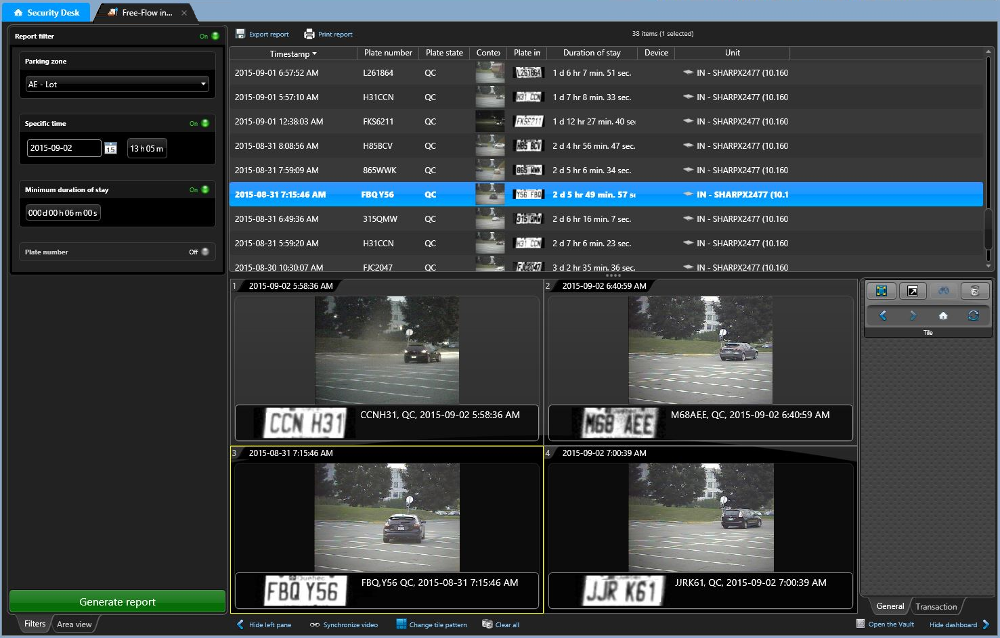 Security Desk
Free-Flow in...
Report filter On
Parking zone
AE - Lot
Specific time On
2015-09-02 15 13 h 05 m
Minimum duration of stay On
000 d 00 h 06 m 00 s
Plate number Off
Generate report
Filters Area view
Export report Print report 38 items (1 selected)
Timestamp Plate number Plate state Contex Plate im Duration of stay Device Unit
2015-09-01 6:57:52 AM L261864 QC L261864 1 d 6 hr 7 min. 51 sec. IN - SHARPX2477 (10.160
2015-09-01 5:57:10 AM H31CCN QC H31 CCN 1 d 7 hr 8 min. 33 sec. IN - SHARPX2477 (10.160
2015-09-01 12:38:03 AM FKS6211 QC FKS6211 1 d 12 hr 27 min. 40 se IN - SHARPX2477 (10.160
2015-08-31 8:08:56 AM H85BCV QC H85 BCV 2 d 4 hr 56 min. 47 sec. IN - SHARPX2477 (10.160
2015-08-31 7:59:09 AM 865WWK QC 865 WWK 2 d 5 hr 6 min. 34 sec. IN - SHARPX2477 (10.160
2015-08-31 7:15:46 AM FBQ Y56 QC Y56 FBQ 2 d 5 hr 49 min. 57 s IN - SHARPX2477 (10.1
2015-08-31 6:49:36 AM 315QMW QC 315 QMW 2 d 6 hr 16 min. 7 sec. IN - SHARPX2477 (10.160
2015-08-31 5:59:20 AM H31CCN QC H31 CCN 2 d 7 hr 6 min. 23 sec. IN - SHARPX2477 (10.160
2015-08-30 10:30:07 AM FJC2047 QC FJC2047 3 d 2 hr 35 min. 36 sec. IN - SHARPX2477 (10.160
1 2015-09-02 5:58:36 AM
CCN H31 CCNH31, QC, 2015-09-02 5:58:36 AM
2 2015-09-02 6:40:59 AM
M68 AEE M68AEE, QC, 2015-09-02 6:40:59 AM
3 2015-08-31 7:15:46 AM
FBQ Y56 FBQ,Y56 QC, 2015-08-31 7:15:46 AM
4 2015-09-02 7:00:39 AM
JJR K61 JJRK61, QC, 2015-09-02 7:00:39 AM
Tile
General Transaction
Hide left pane Synchronize video Change tile pattern Clear all Open the Vault Hide dashboard